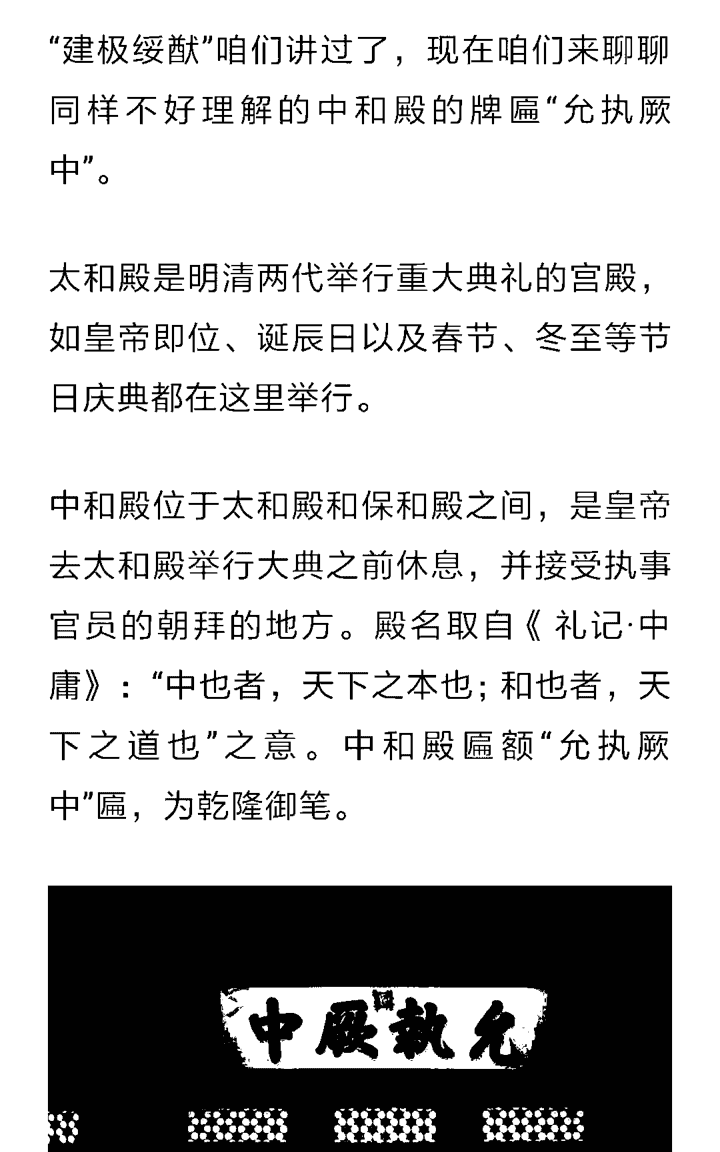 “建极绥猷”咱们讲过了，现在咱们来聊聊
同样不好理解的中和殿的牌匾“允执厥
中”。
太和殿是明清两代举行重大典礼的宫殿，
如皇帝即位、诞辰日以及春节、冬至等节
日庆典都在这里举行。
中和殿位于太和殿和保和殿之间，是皇帝
去太和殿举行大典之前休息，并接受执事
官员的朝拜的地方。殿名取自《礼记·中
庸》：“中也者，天下之本也；和也者，天
下之道也”之意。中和殿匾额“允执厥
中”匾，为乾隆御笔。
中厥執允